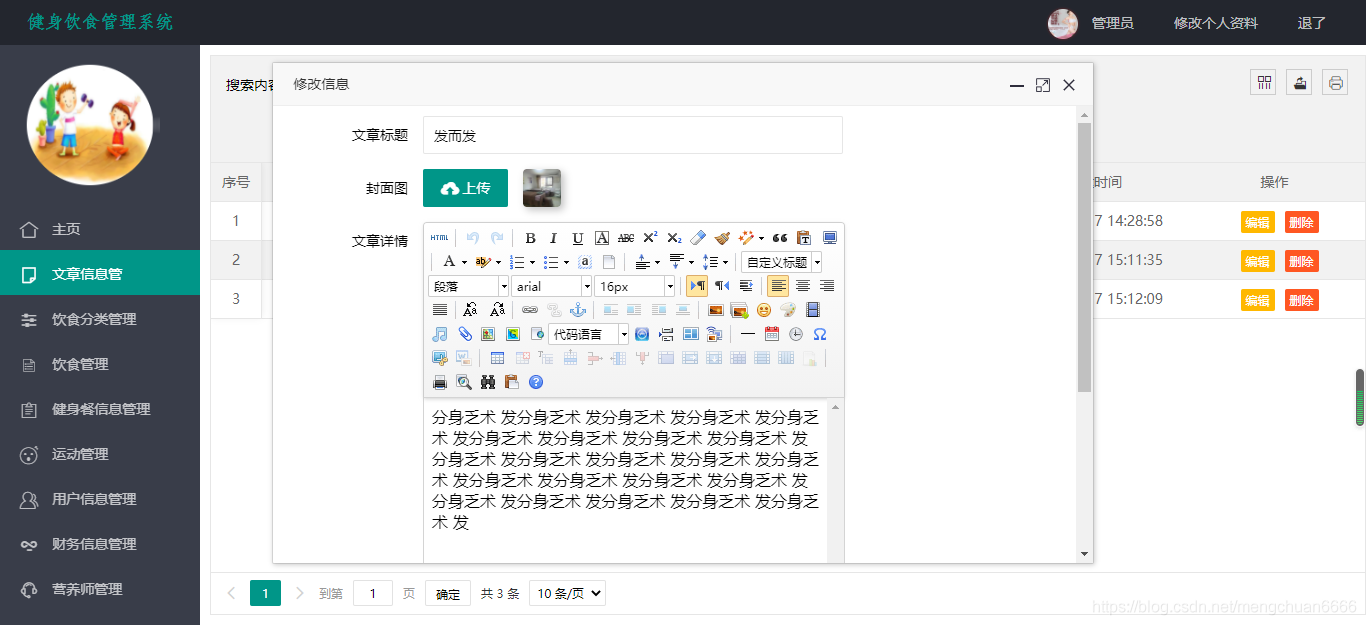 健身饮食管理系统
管理员 修改个人资料 退了
主页
文章信息管
饮食分类管理
饮食管理
健身餐信息管理
运动管理
用户信息管理
财务信息管理
营养师管理
搜索内容
序号 时间 操作
1 7 14:28:58 编辑 删除
2 7 15:11:35 编辑 删除
3 7 15:12:09 编辑 删除
修改信息
文章标题 发而发
封面图 上传
文章详情
HTML B I U A ABC X² X₂
自定义标题
段落 arial 16px
代码语言
分身乏术 发分身乏术 发分身乏术 发分身乏术 发分身乏
术 发分身乏术 发分身乏术 发分身乏术 发分身乏术 发
分身乏术 发分身乏术 发分身乏术 发分身乏术 发分身乏
术 发分身乏术 发分身乏术 发分身乏术 发分身乏术 发
分身乏术 发分身乏术 发分身乏术 发分身乏术 发分身乏
术 发
1 到第 1 页 确定 共 3 条 10 条/页
https://blog.csdn.net/mengchuan6666